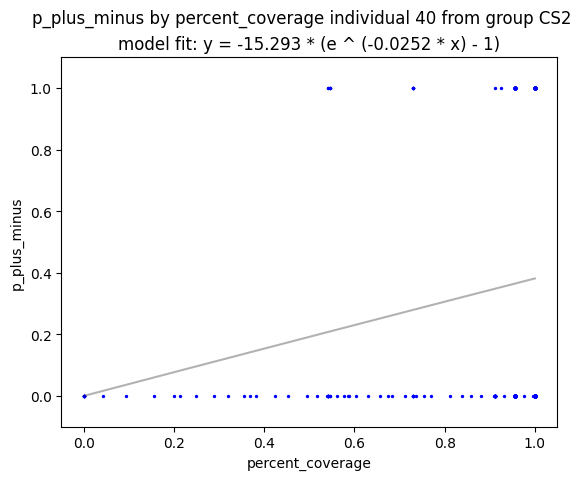 p_plus_minus by percent_coverage individual 40 from group CS2
model fit: y = -15.293 * (e ^ (-0.0252 * x) - 1)
1.0
0.8
0.6
0.4
0.2
0.0
p_plus_minus
0.0 0.2 0.4 0.6 0.8 1.0
percent_coverage